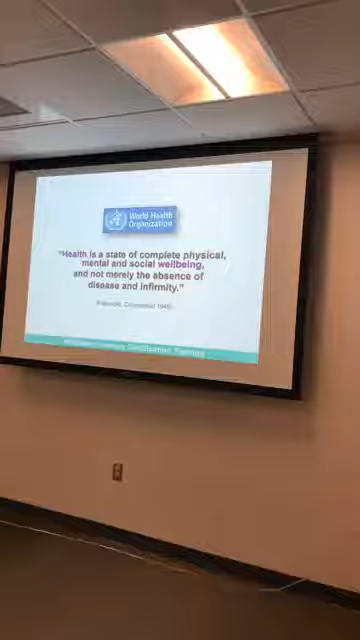 World Health
Organization
"Health is a state of complete physical,
mental and social wellbeing,
and not merely the absence of
disease and infirmity."